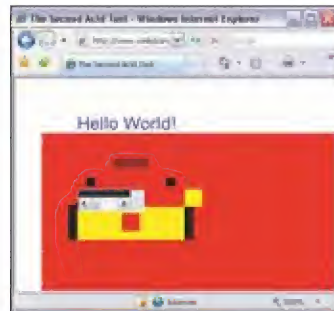 The Second Acid Test - Windows Internet Explorer
The Second Acid Test
Hello World!
Internet